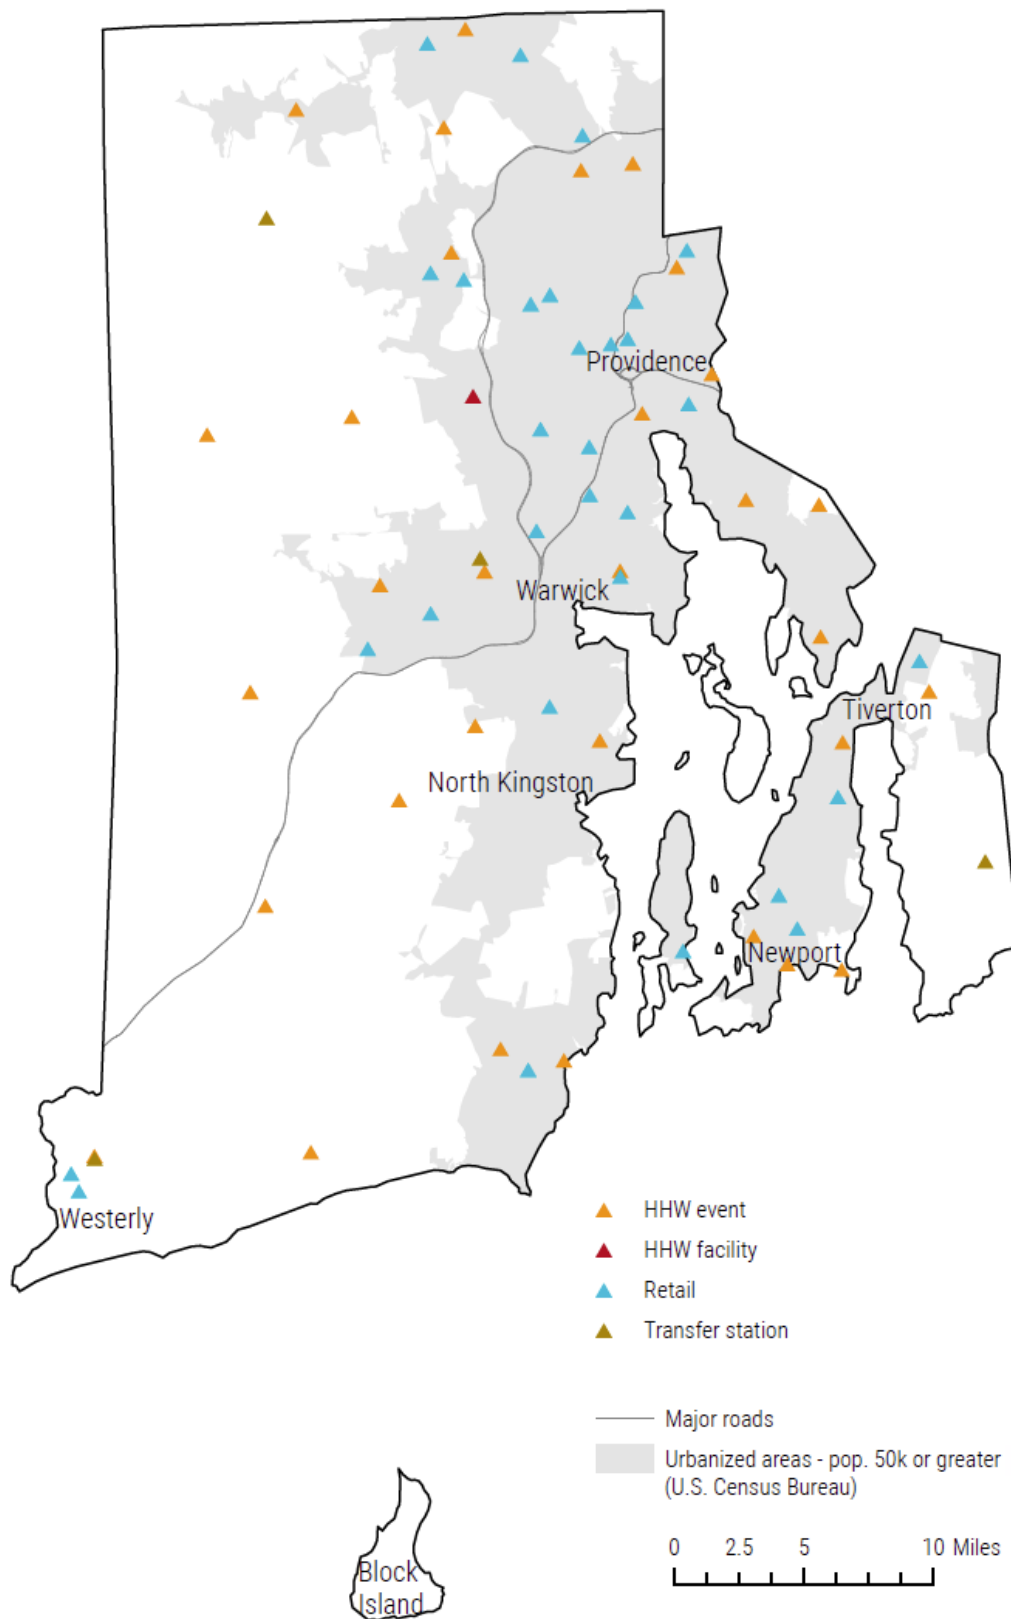 Providence
Warwick
Tiverton
North Kingston
Newport
Westerly
HHW event
HHW facility
Retail
Transfer station
Major roads
Urbanized areas - pop. 50k or greater
(U.S. Census Bureau)
0 2.5 5 10 Miles
Block
Island